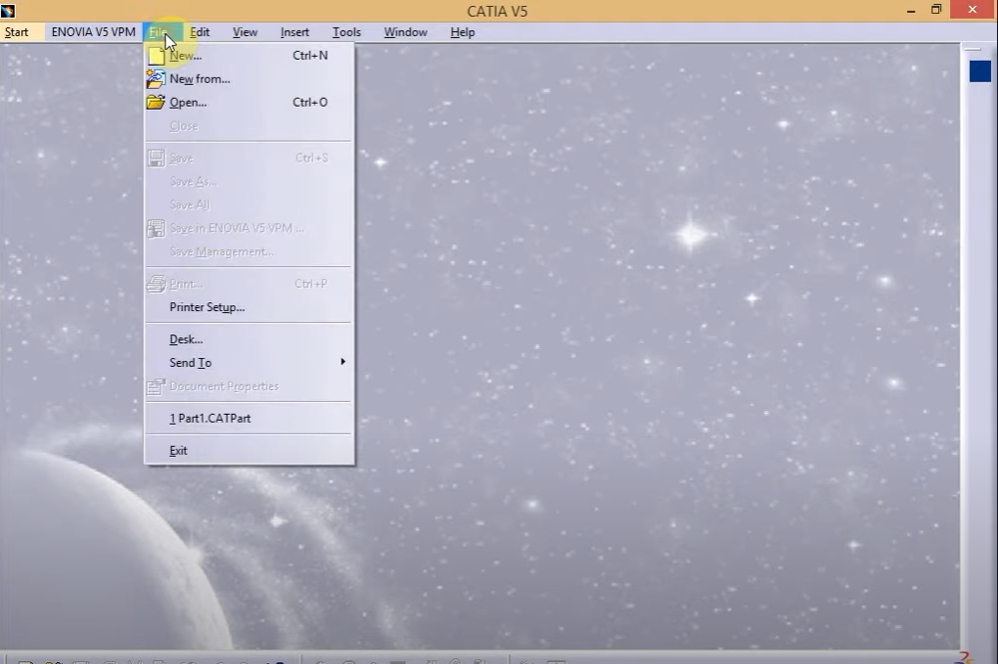 CATIA V5
Start ENOVIA V5 VPM File Edit View Insert Tools Window Help
New... Ctrl+N
New from...
Open... Ctrl+O
Close
Save Ctrl+S
Save As...
Save All
Save in ENOVIA V5 VPM ...
Save Management...
Print... Ctrl+P
Printer Setup...
Desk...
Send To
Document Properties
1 Part1.CATPart
Exit